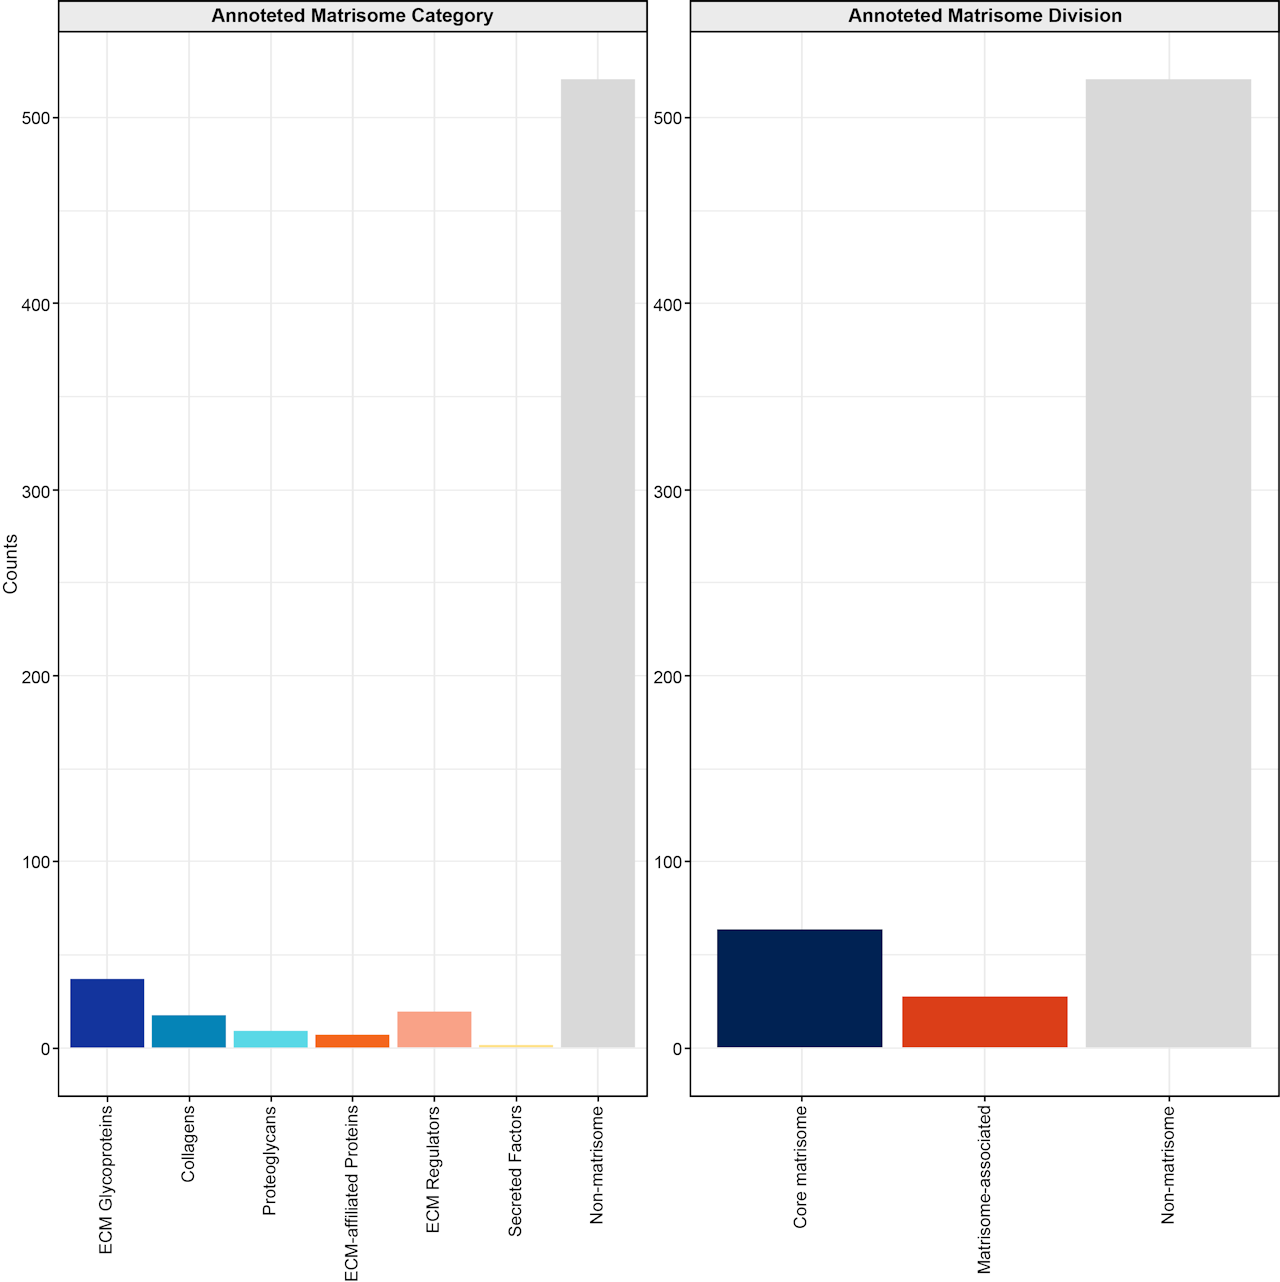 Annoteted Matrisome Category
Annoteted Matrisome Division
Counts
500
400
300
200
100
0
500
400
300
200
100
0
ECM Glycoproteins
Collagens
Proteoglycans
ECM-affiliated Proteins
ECM Regulators
Secreted Factors
Non-matrisome
Core matrisome
Matrisome-associated
Non-matrisome